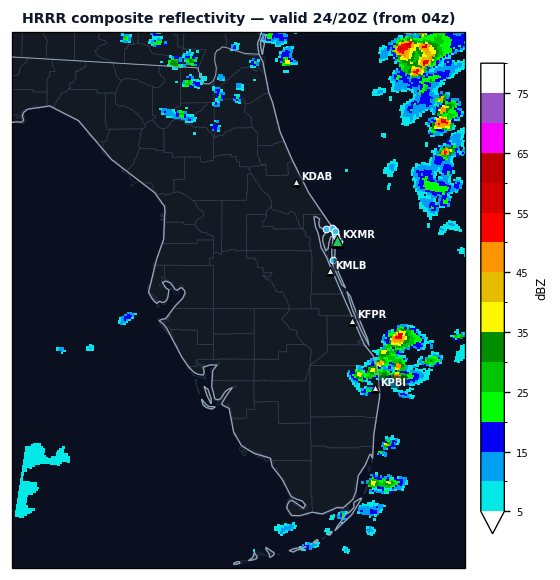 HRRR composite reflectivity — valid 24/20Z (from 04z)
KDAB
KXMR
KMLB
KFPR
KPBI
75
65
55
45
35
25
15
5
dBZ